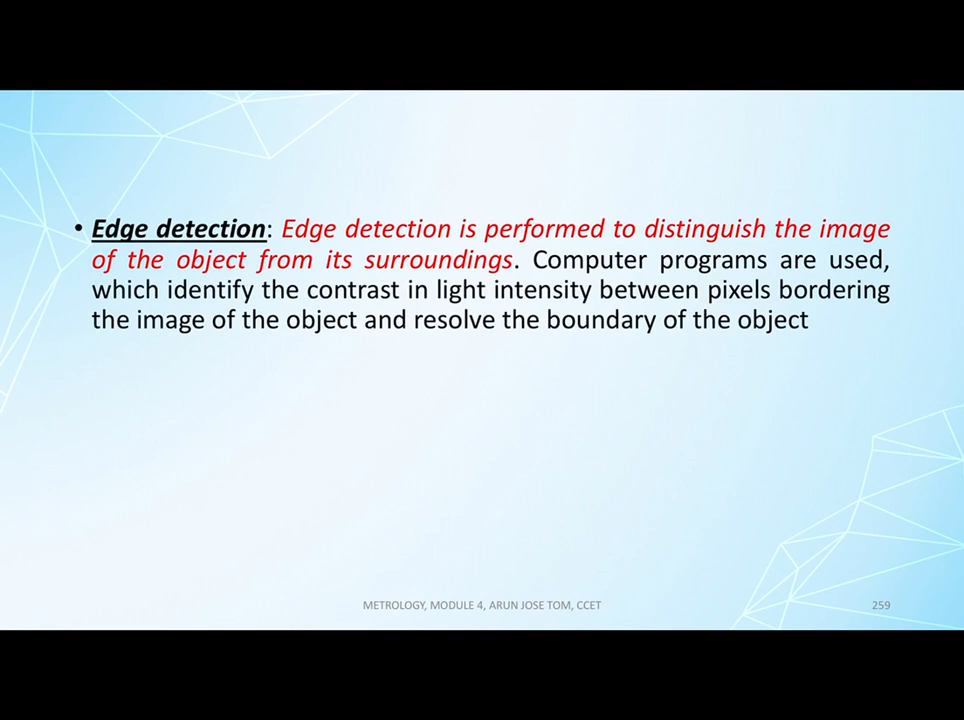 • Edge detection: Edge detection is performed to distinguish the image
of the object from its surroundings. Computer programs are used,
which identify the contrast in light intensity between pixels bordering
the image of the object and resolve the boundary of the object
METROLOGY, MODULE 4, ARUN JOSE TOM, CCET
259